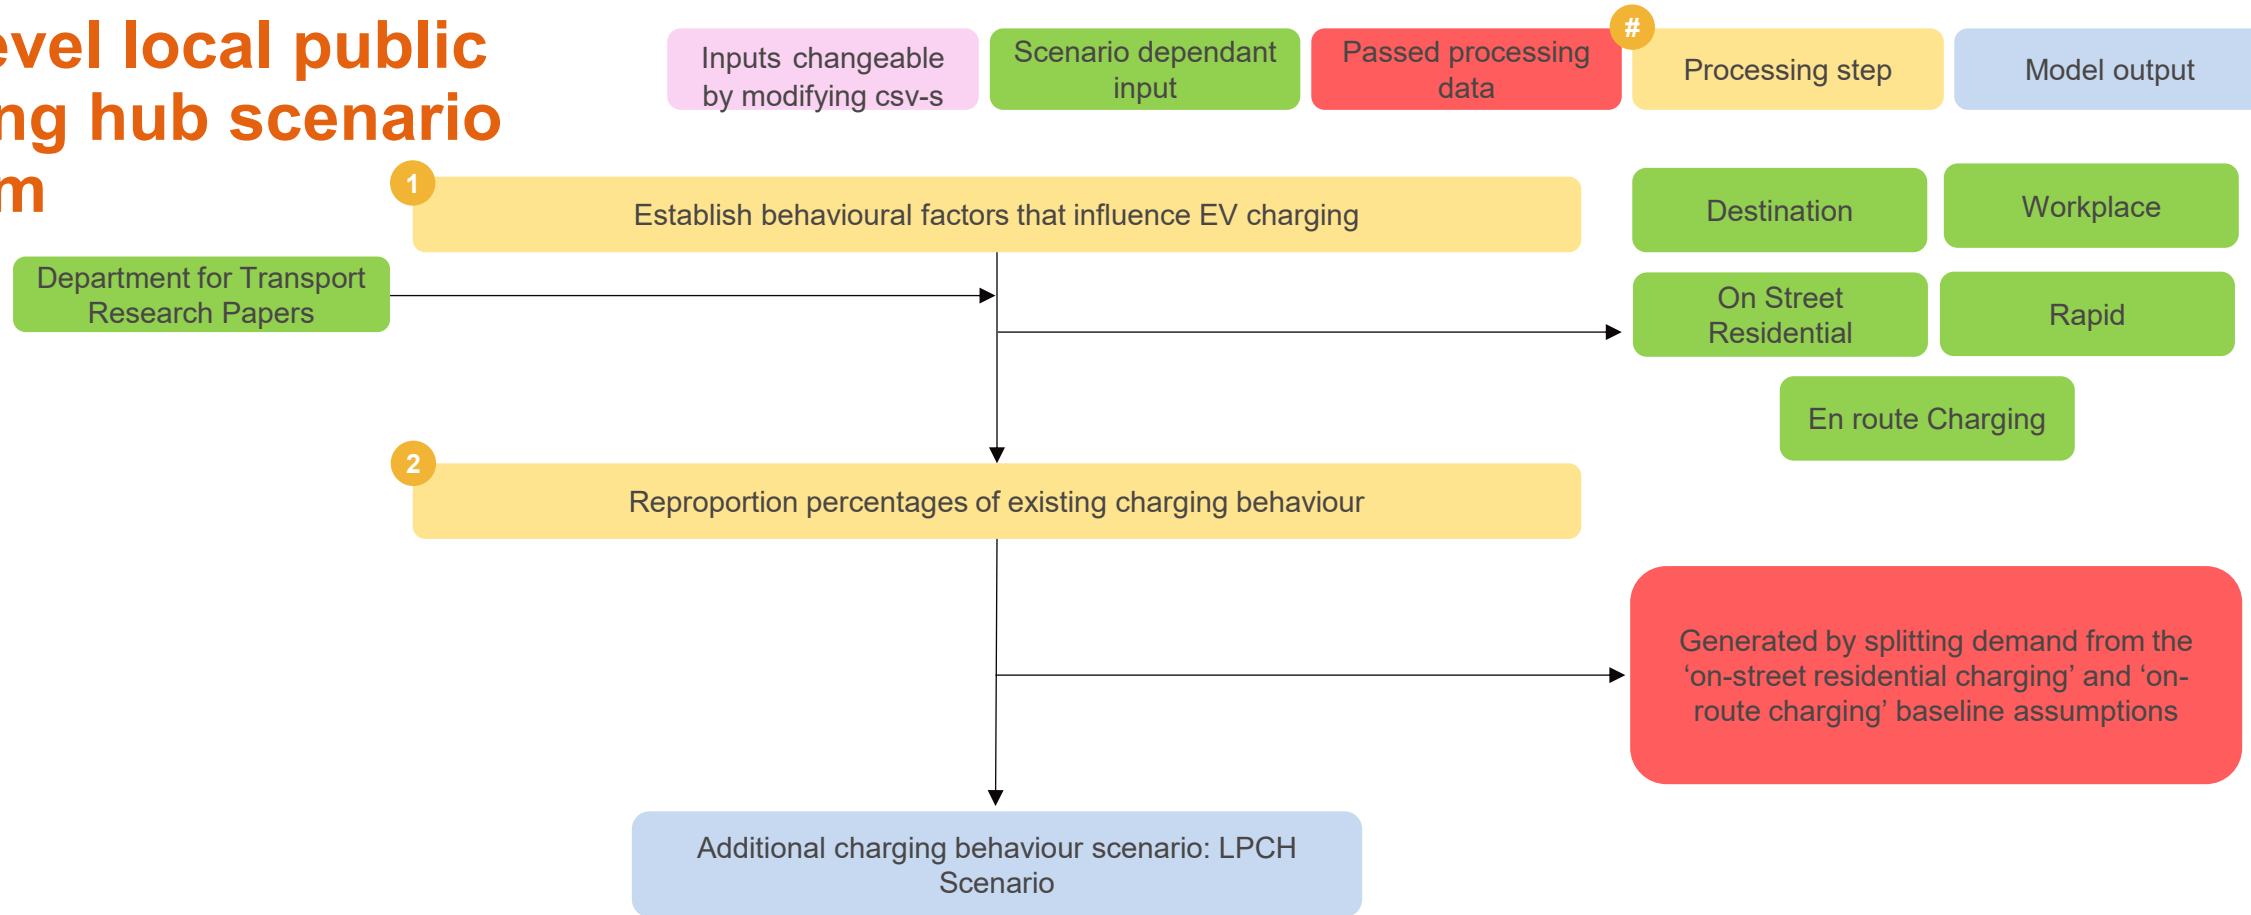 evel local public
ng hub scenario
m
Inputs changeable
by modifying csv-s
Scenario dependant
input
Passed processing
data
#
Processing step
Model output
1
Establish behavioural factors that influence EV charging
Destination
Workplace
Department for Transport
Research Papers
On Street
Residential
Rapid
En route Charging
2
Reproportion percentages of existing charging behaviour
Generated by splitting demand from the
‘on-street residential charging’ and ‘on-
route charging’ baseline assumptions
Additional charging behaviour scenario: LPCH
Scenario